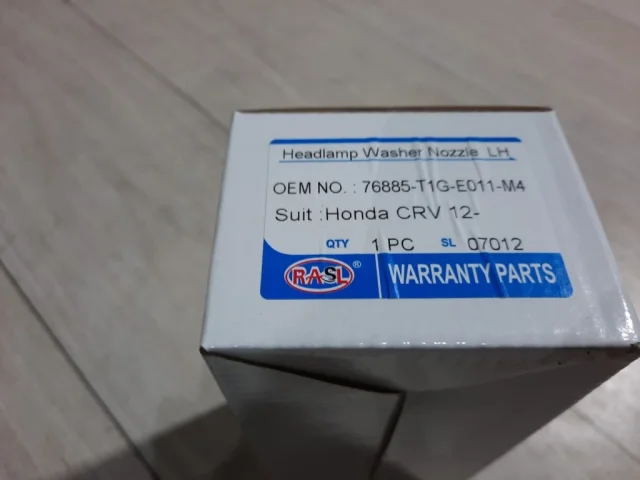 Headlamp Washer Nozzle LH
OEM NO. : 76885-T1G-E011-M4
Suit :Honda CRV 12-
QTY 1 PC SL 07012
RASL® WARRANTY PARTS